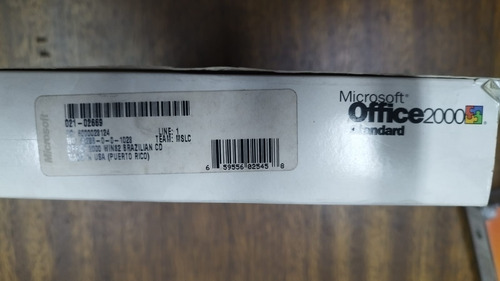 Microsoft
021-02669
LINE: 1
TEAM: MSLC
2000 WIN32 BRAZILIAN CD
USA (PUERTO RICO)
6 59556 02545 8
Microsoft®
Office2000
Standard